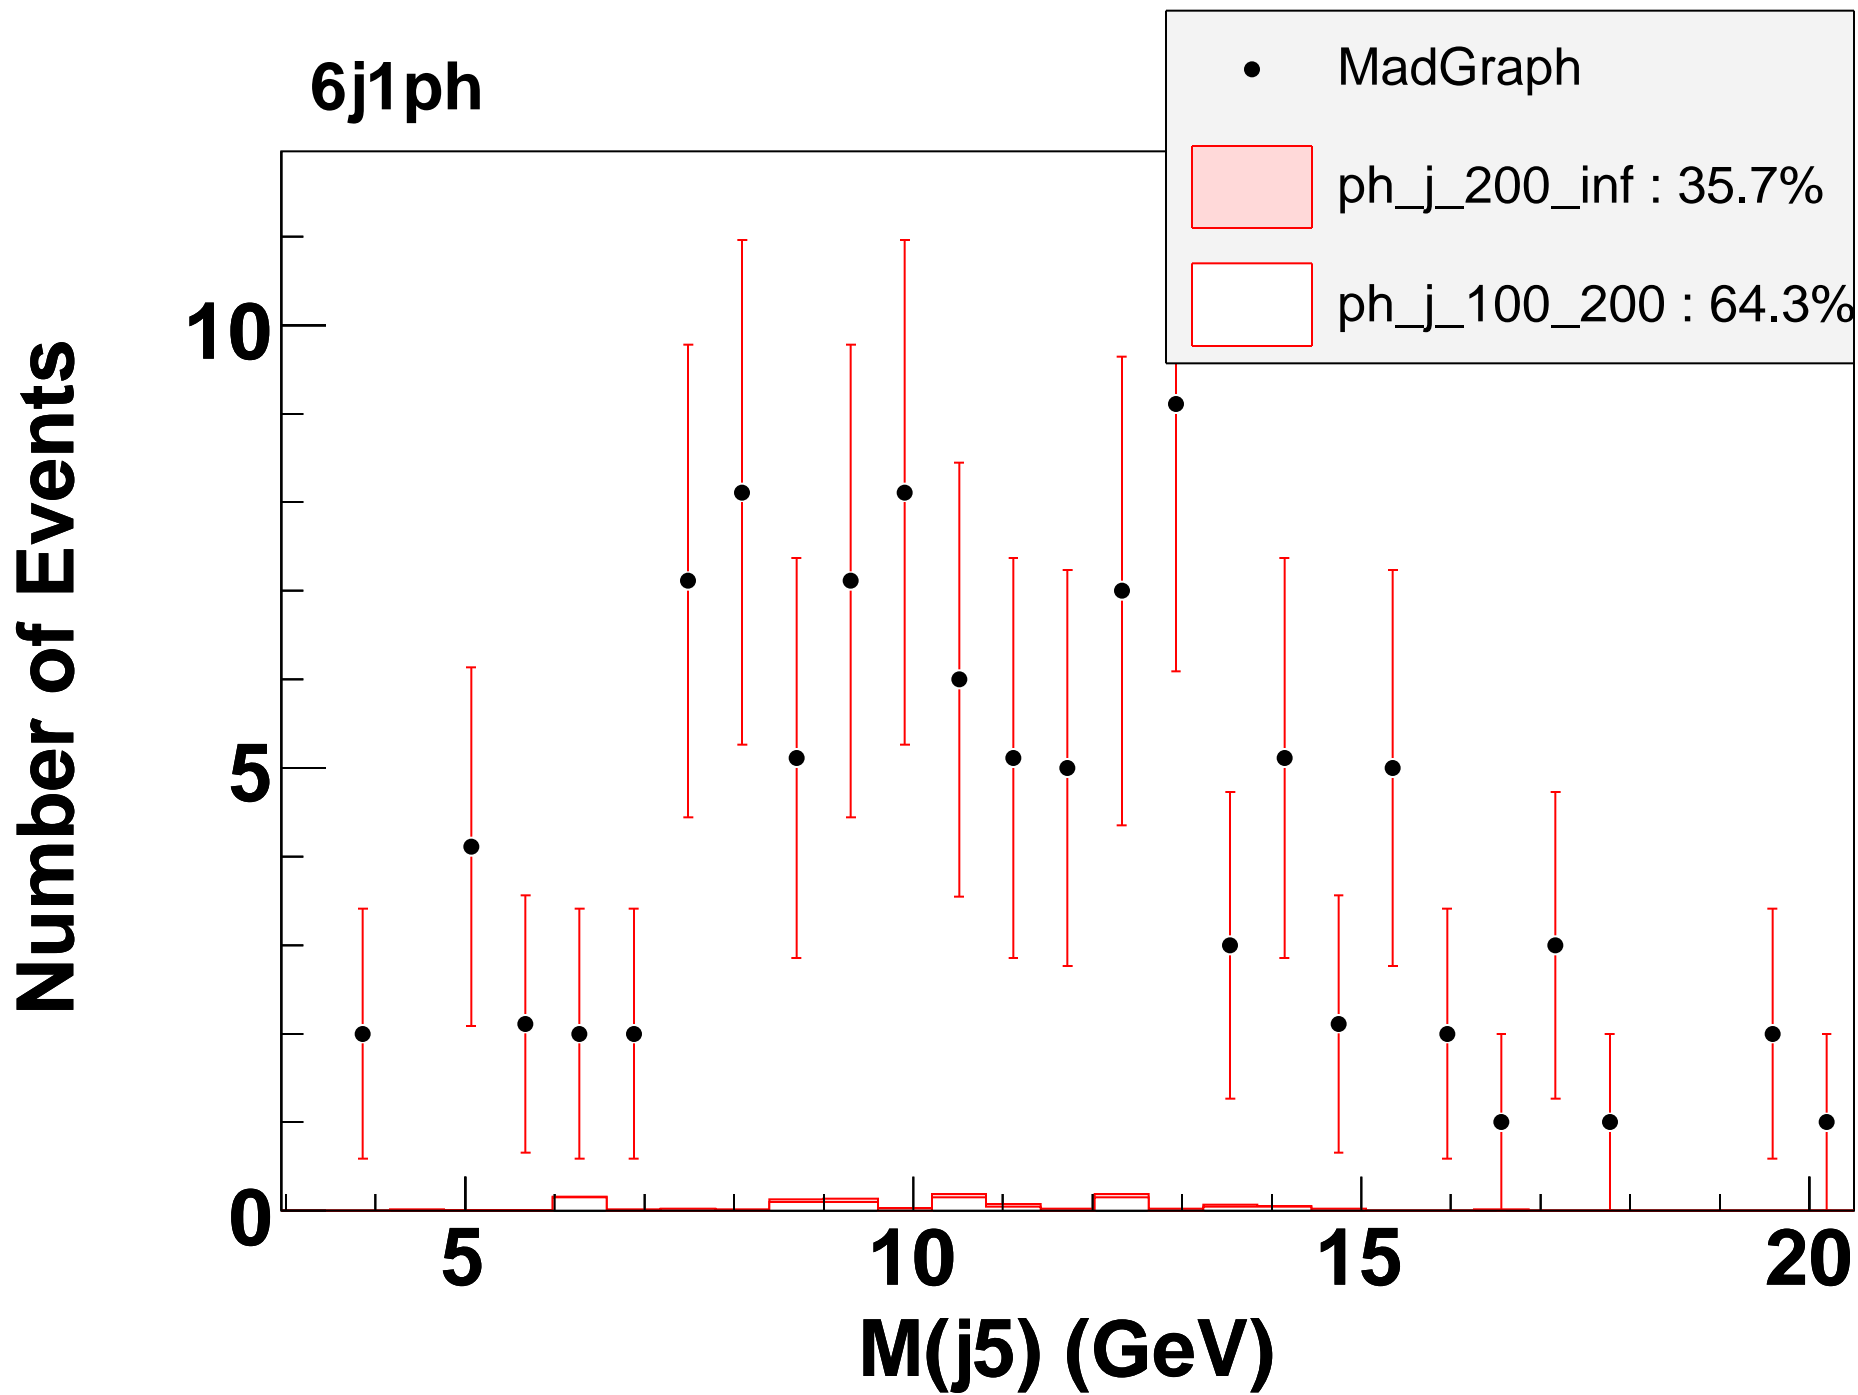 6j1ph
MadGraph
ph_j_200_inf : 35.7%
ph_j_100_200 : 64.3%
Number of Events
10
5
0
5
10
15
20
M(j5) (GeV)